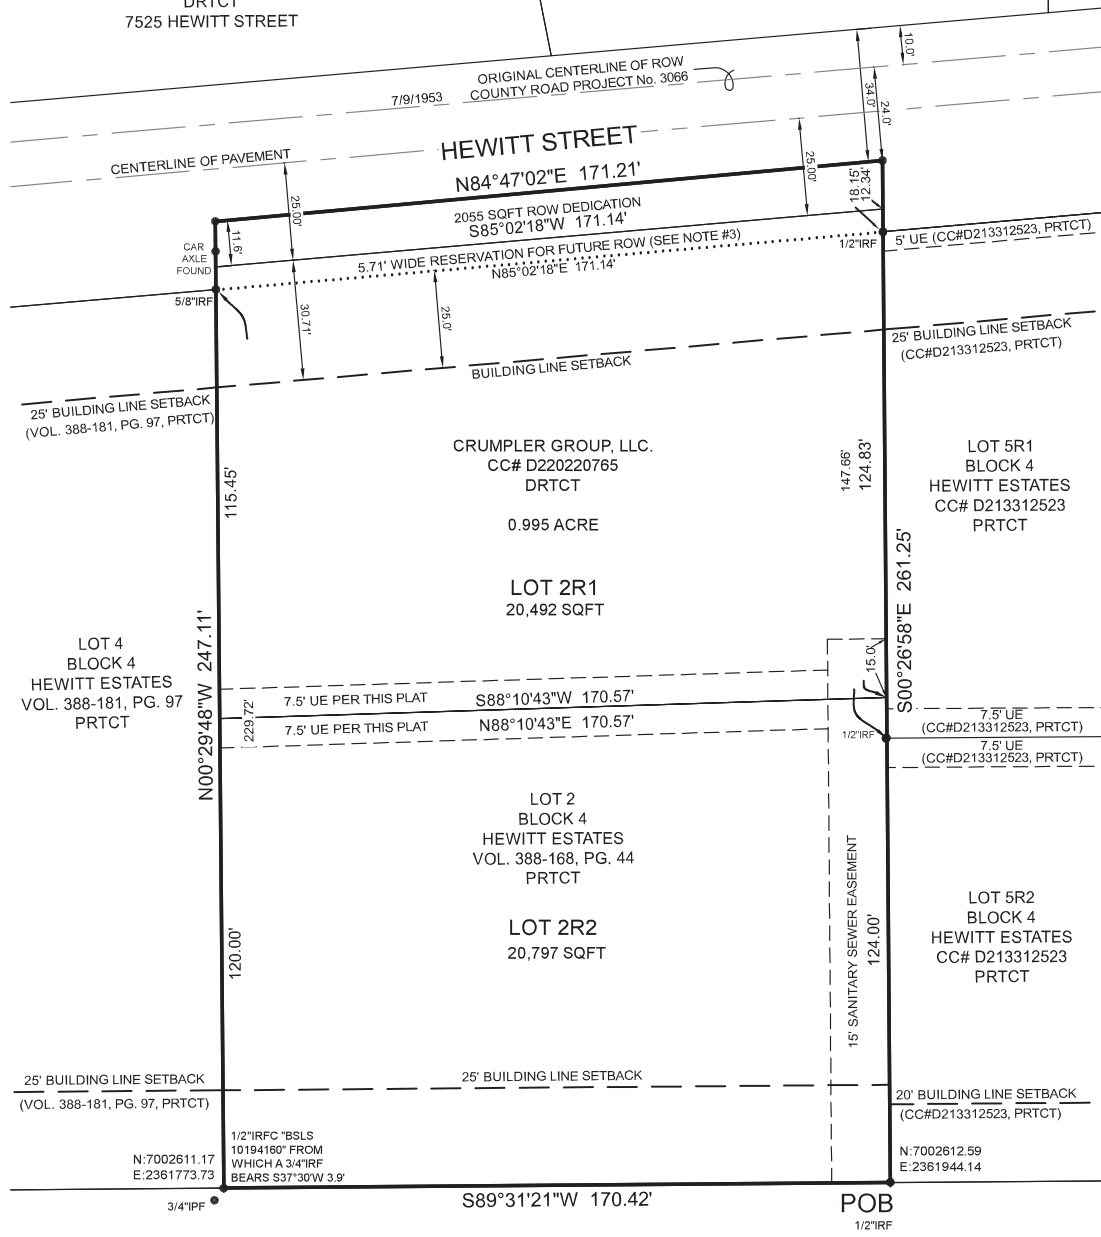 DRTCT
7525 HEWITT STREET
10.0'
ORIGINAL CENTERLINE OF ROW
7/9/1953 COUNTY ROAD PROJECT No. 3066
34.0'
24.0'
HEWITT STREET
CENTERLINE OF PAVEMENT
N84°47'02"E 171.21'
25.00'
25.00'
18.15'
12.34'
2055 SQFT ROW DEDICATION
S85°02'18"W 171.14'
11.6'
CAR
AXLE
FOUND
5.71' WIDE RESERVATION FOR FUTURE ROW (SEE NOTE #3)
N85°02'18"E 171.14'
1/2"IRF
5' UE (CC#D213312523, PRTCT)
5/8"IRF
30.71'
25.0'
25' BUILDING LINE SETBACK
(CC#D213312523, PRTCT)
BUILDING LINE SETBACK
25' BUILDING LINE SETBACK
(VOL. 388-181, PG. 97, PRTCT)
CRUMPLER GROUP, LLC.
CC# D220220765
DRTCT
0.995 ACRE
115.45'
147.66'
124.83'
LOT 5R1
BLOCK 4
HEWITT ESTATES
CC# D213312523
PRTCT
LOT 2R1
20,492 SQFT
N00°29'48"W 247.11'
S00°26'58"E 261.25'
LOT 4
BLOCK 4
HEWITT ESTATES
VOL. 388-181, PG. 97
PRTCT
15.0'
7.5' UE PER THIS PLAT
S88°10'43"W 170.57'
229.72'
7.5' UE PER THIS PLAT
N88°10'43"E 170.57'
7.5' UE
(CC#D213312523, PRTCT)
1/2"IRF
7.5' UE
(CC#D213312523, PRTCT)
LOT 2
BLOCK 4
HEWITT ESTATES
VOL. 388-168, PG. 44
PRTCT
LOT 2R2
20,797 SQFT
120.00'
15' SANITARY SEWER EASEMENT
124.00'
LOT 5R2
BLOCK 4
HEWITT ESTATES
CC# D213312523
PRTCT
25' BUILDING LINE SETBACK
(VOL. 388-181, PG. 97, PRTCT)
25' BUILDING LINE SETBACK
20' BUILDING LINE SETBACK
(CC#D213312523, PRTCT)
1/2"IRFC "BSLS
10194160" FROM
WHICH A 3/4"IRF
BEARS S37°30'W 3.9'
N:7002611.17
E:2361773.73
N:7002612.59
E:2361944.14
3/4"IPF
S89°31'21"W 170.42'
POB
1/2"IRF